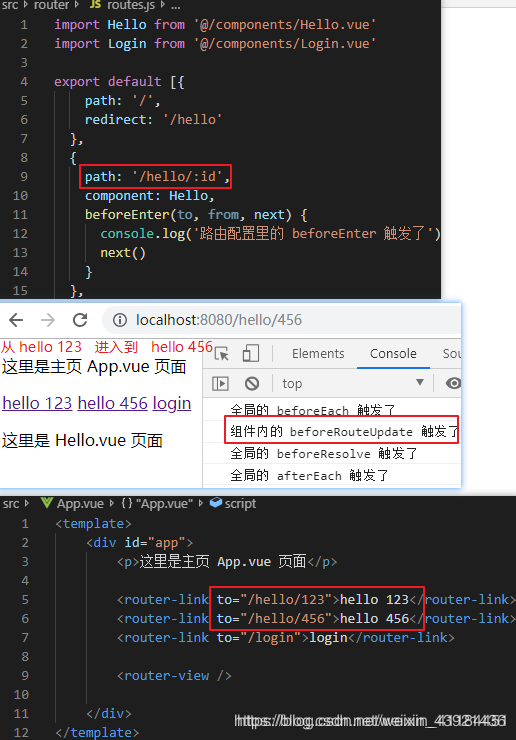 src > router > JS routes.js > ...
1 import Hello from '@/components/Hello.vue'
2 import Login from '@/components/Login.vue'
3
4 export default [{
5 path: '/',
6 redirect: '/hello'
7 },
8 {
9 path: '/hello/:id',
10 component: Hello,
11 beforeEnter(to, from, next) {
12 console.log('路由配置里的 beforeEnter 触发了')
13 next()
14 }
15 },
localhost:8080/hello/456
从 hello 123 进入到 hello 456
这里是主页 App.vue 页面
hello 123 hello 456 login
这里是 Hello.vue 页面
Elements Console Sou
top
全局的 beforeEach 触发了
组件内的 beforeRouteUpdate 触发了
全局的 beforeResolve 触发了
全局的 afterEach 触发了
src > App.vue > {} "App.vue" > script
1 <template>
2 <div id="app">
3 <p>这里是主页 App.vue 页面</p>
4
5 <router-link to="/hello/123">hello 123</router-link>
6 <router-link to="/hello/456">hello 456</router-link>
7 <router-link to="/login">login</router-link>
8
9 <router-view />
10
11 </div>
12 </template>